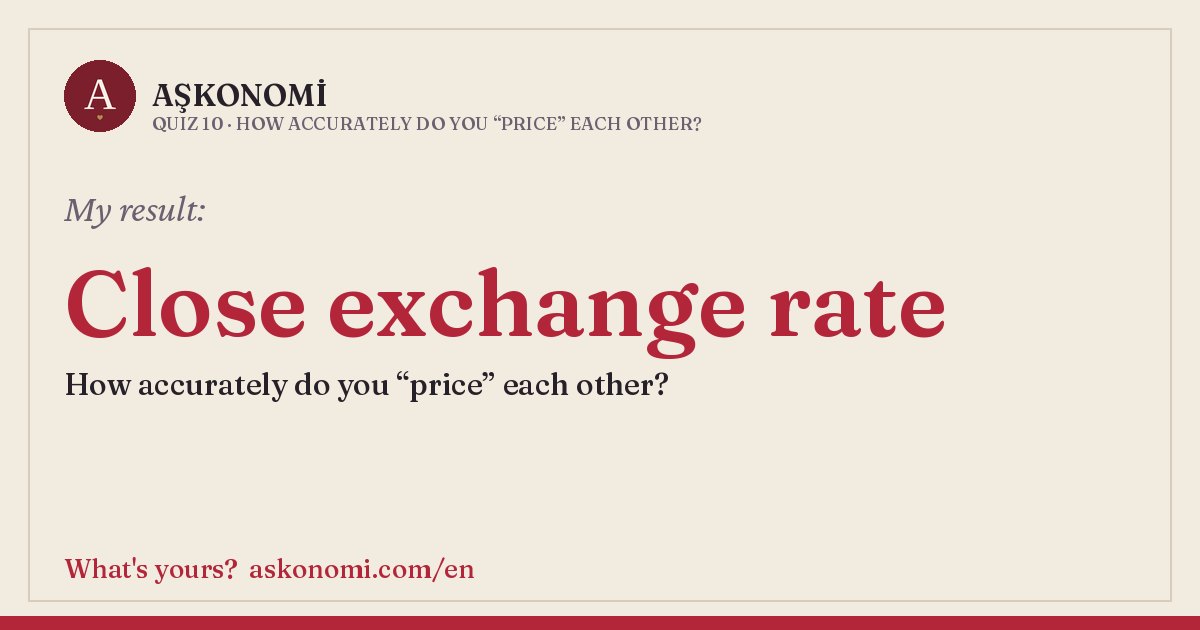 A
AŞKONOMİ
QUIZ 10 · HOW ACCURATELY DO YOU “PRICE” EACH OTHER?
My result:
Close exchange rate
How accurately do you “price” each other?
What's yours? askonomi.com/en